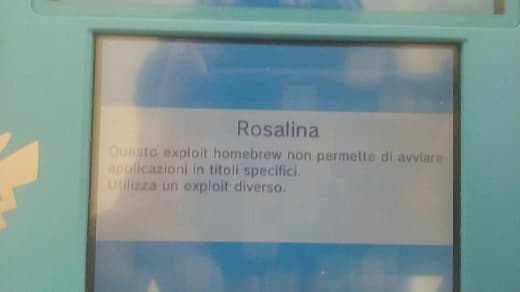 Rosalina
Questo exploit homebrew non permette di avviare
applicazioni in titoli specifici.
Utilizza un exploit diverso.